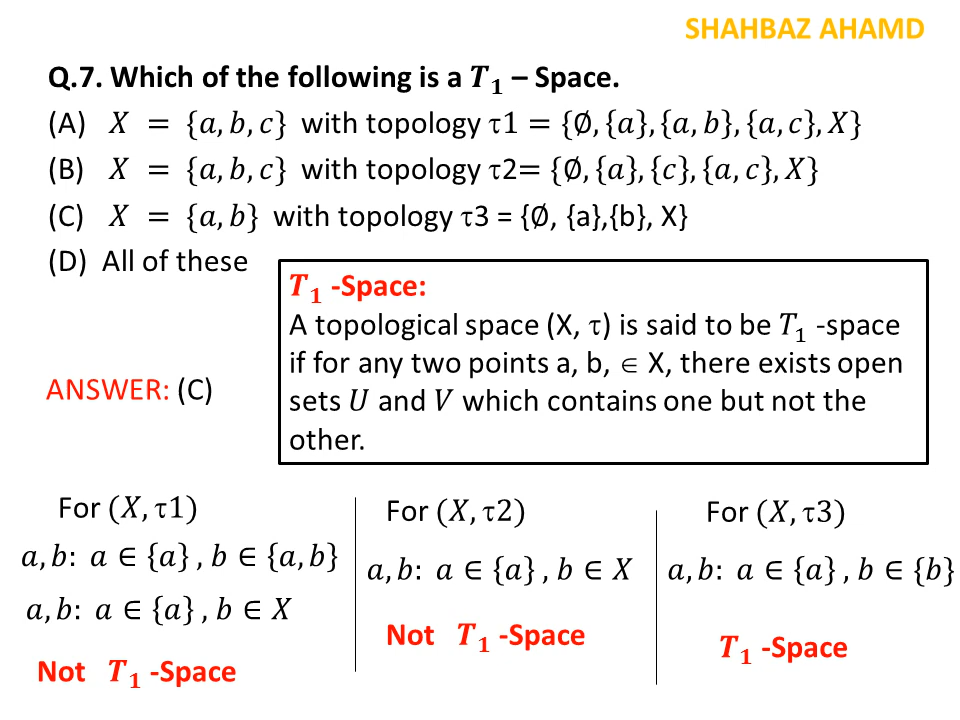 SHAHBAZ AHAMD
Q.7. Which of the following is a 𝑻₁ – Space.
(A) 𝑋 = {𝑎, 𝑏, 𝑐} with topology τ1 = {∅, {𝑎}, {𝑎, 𝑏}, {𝑎, 𝑐}, 𝑋}
(B) 𝑋 = {𝑎, 𝑏, 𝑐} with topology τ2= {∅, {𝑎}, {𝑐}, {𝑎, 𝑐}, 𝑋}
(C) 𝑋 = {𝑎, 𝑏} with topology τ3 = {∅, {a},{b}, X}
(D) All of these
𝑻₁ -Space:
A topological space (X, τ) is said to be 𝑇₁ -space
if for any two points a, b, ∈ X, there exists open
sets 𝑈 and 𝑉 which contains one but not the
other.
ANSWER: (C)
For (𝑋, τ1)
𝑎, 𝑏: 𝑎 ∈ {𝑎} , 𝑏 ∈ {𝑎, 𝑏}
𝑎, 𝑏: 𝑎 ∈ {𝑎} , 𝑏 ∈ 𝑋
Not 𝑻₁ -Space
For (𝑋, τ2)
𝑎, 𝑏: 𝑎 ∈ {𝑎} , 𝑏 ∈ 𝑋
Not 𝑻₁ -Space
For (𝑋, τ3)
𝑎, 𝑏: 𝑎 ∈ {𝑎} , 𝑏 ∈ {𝑏}
𝑻₁ -Space